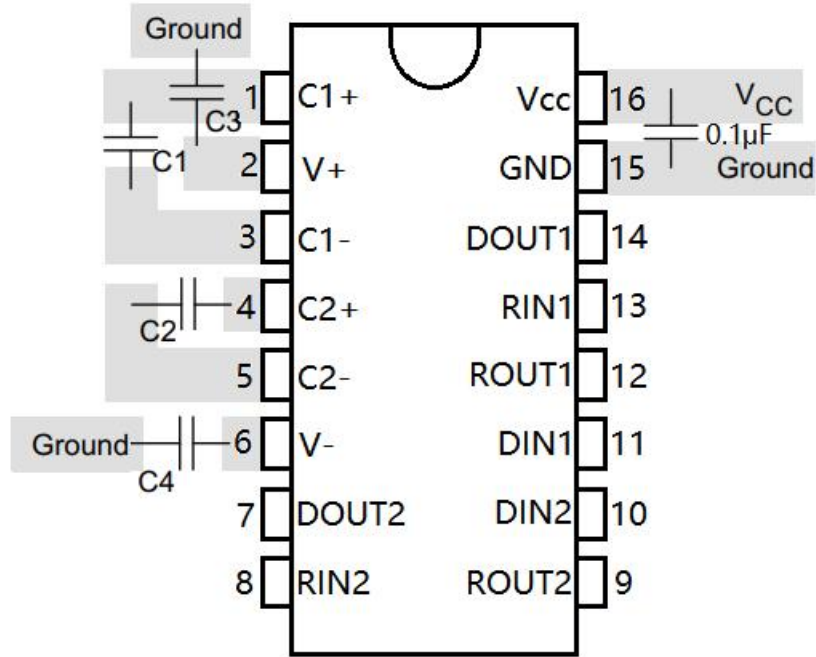 Ground
1 C1+ Vcc 16 VCC
C3
0.1µF
C1
2 V+ GND 15 Ground
3 C1- DOUT1 14
4 C2+ RIN1 13
C2
5 C2- ROUT1 12
Ground 6 V- DIN1 11
C4
7 DOUT2 DIN2 10
8 RIN2 ROUT2 9